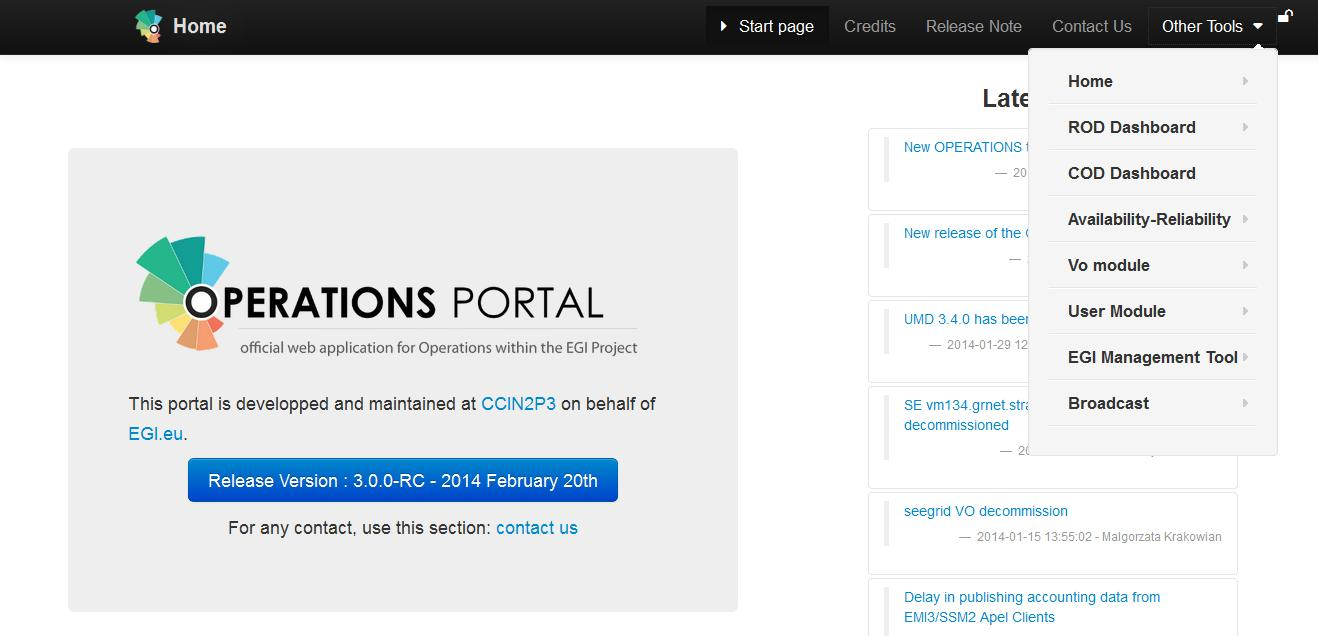 Home
Start page
Credits
Release Note
Contact Us
Other Tools
Home
ROD Dashboard
COD Dashboard
Availability-Reliability
Vo module
User Module
EGI Management Tool
Broadcast
OPERATIONS PORTAL
official web application for Operations within the EGI Project
This portal is developped and maintained at CCIN2P3 on behalf of
EGI.eu.
Release Version : 3.0.0-RC - 2014 February 20th
For any contact, use this section: contact us
New OPERATIONS
New release of the
UMD 3.4.0 has been
— 2014-01-29 12
SE vm134.grnet.stra
decommissioned
seegrid VO decommission
— 2014-01-15 13:55:02 - Malgorzata Krakowian
Delay in publishing accounting data from
EMI3/SSM2 Apel Clients